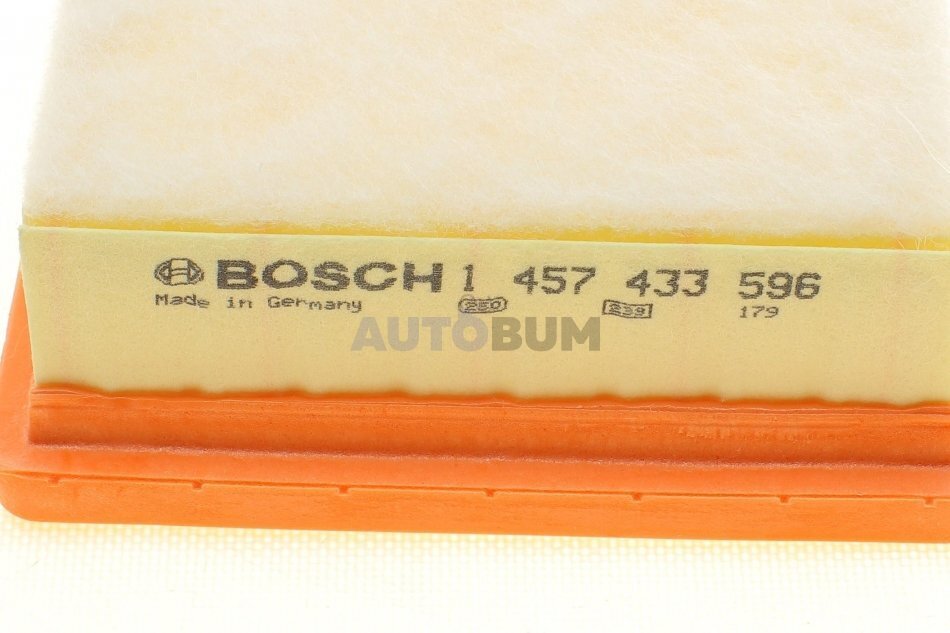 BOSCH 1 457 433 596
Made in Germany 250 239 179
AUTOBUM